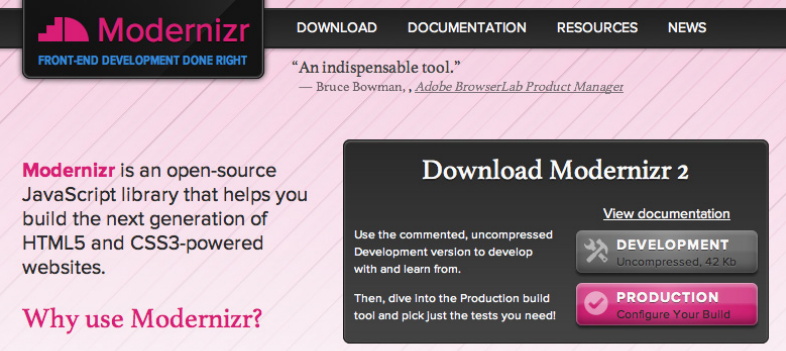 Modernizr
FRONT-END DEVELOPMENT DONE RIGHT
DOWNLOAD DOCUMENTATION RESOURCES NEWS
“An indispensable tool.”
— Bruce Bowman, , Adobe BrowserLab Product Manager
Modernizr is an open-source
JavaScript library that helps you
build the next generation of
HTML5 and CSS3-powered
websites.
Why use Modernizr?
Download Modernizr 2
Use the commented, uncompressed
Development version to develop
with and learn from.
Then, dive into the Production build
tool and pick just the tests you need!
View documentation
DEVELOPMENT
Uncompressed, 42 Kb
PRODUCTION
Configure Your Build